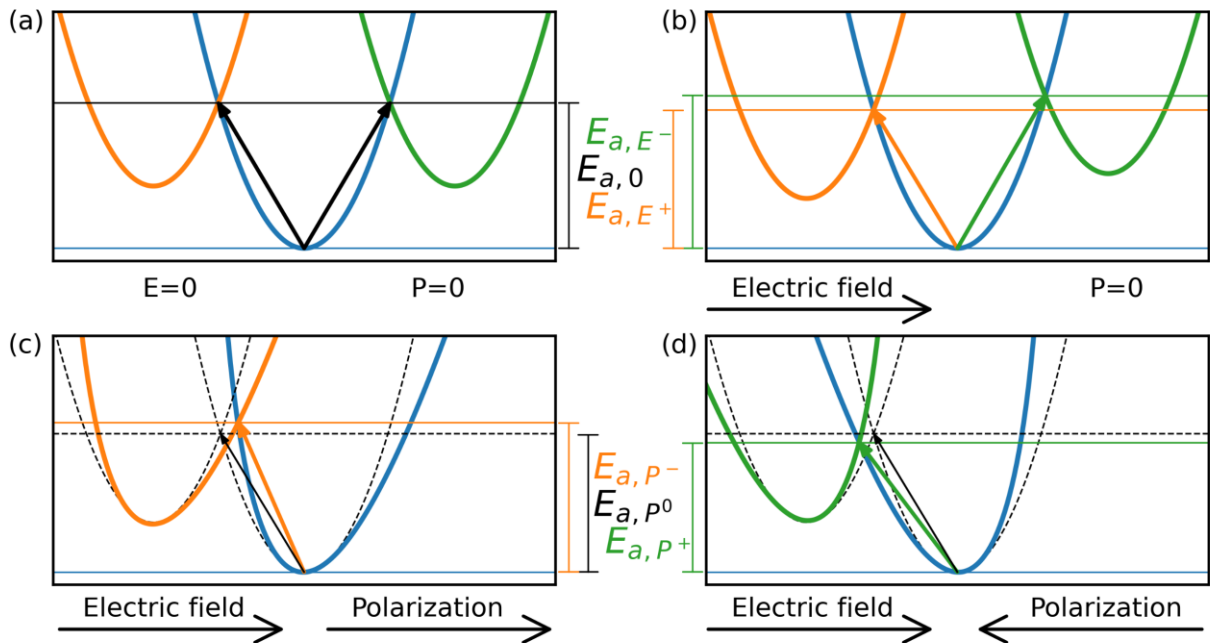 (a)
(b)
E_{a,E^-}
E_{a,0}
E_{a,E^+}
E=0
P=0
Electric field
P=0
(c)
(d)
E_{a,P^-}
E_{a,P^0}
E_{a,P^+}
Electric field
Polarization
Electric field
Polarization